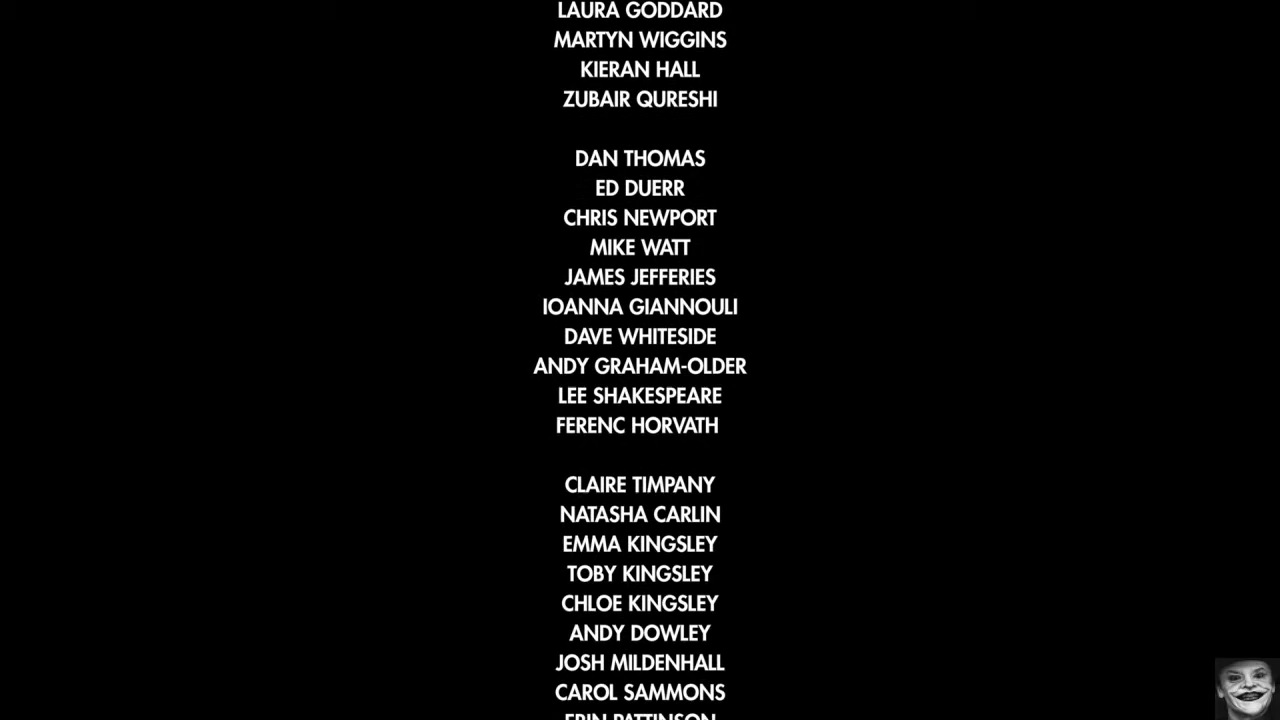 LAURA GODDARD
MARTYN WIGGINS
KIERAN HALL
ZUBAIR QURESHI
DAN THOMAS
ED DUERR
CHRIS NEWPORT
MIKE WATT
JAMES JEFFERIES
IOANNA GIANNOULI
DAVE WHITESIDE
ANDY GRAHAM-OLDER
LEE SHAKESPEARE
FERENC HORVATH
CLAIRE TIMPANY
NATASHA CARLIN
EMMA KINGSLEY
TOBY KINGSLEY
CHLOE KINGSLEY
ANDY DOWLEY
JOSH MILDENHALL
CAROL SAMMONS
ERIN PATTINSON